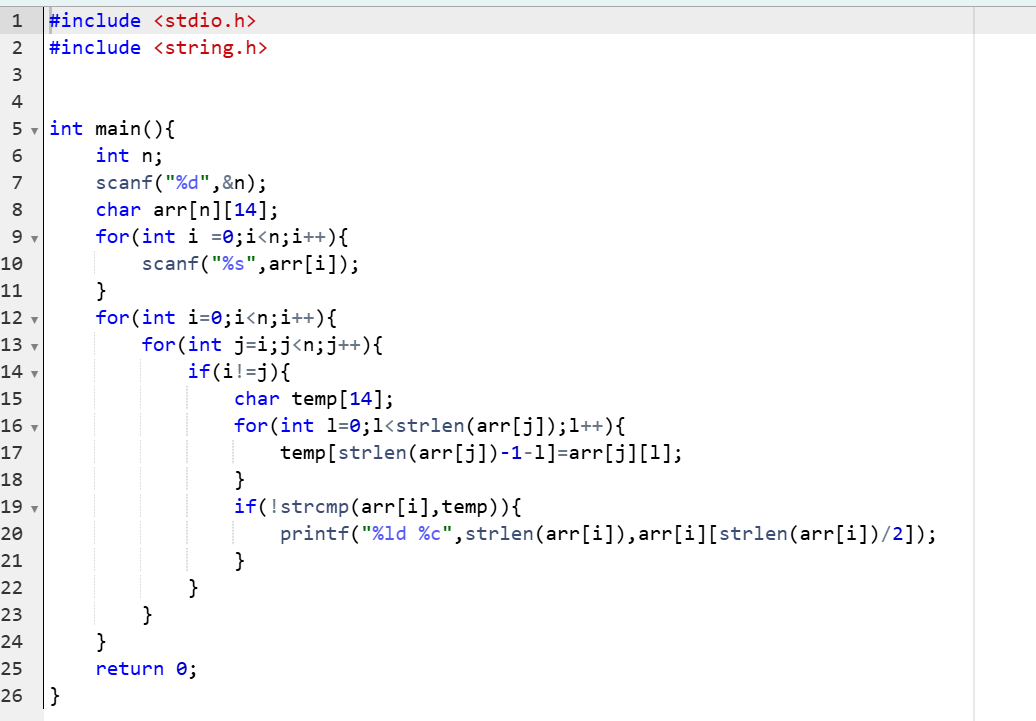 1 #include <stdio.h>
2 #include <string.h>
3
4
5 int main(){
6     int n;
7     scanf("%d",&n);
8     char arr[n][14];
9     for(int i =0;i<n;i++){
10         scanf("%s",arr[i]);
11     }
12     for(int i=0;i<n;i++){
13         for(int j=i;j<n;j++){
14             if(i!=j){
15                 char temp[14];
16                 for(int l=0;l<strlen(arr[j]);l++){
17                     temp[strlen(arr[j])-1-l]=arr[j][l];
18                 }
19                 if(!strcmp(arr[i],temp)){
20                     printf("%ld %c",strlen(arr[i]),arr[i][strlen(arr[i])/2]);
21                 }
22             }
23         }
24     }
25     return 0;
26 }